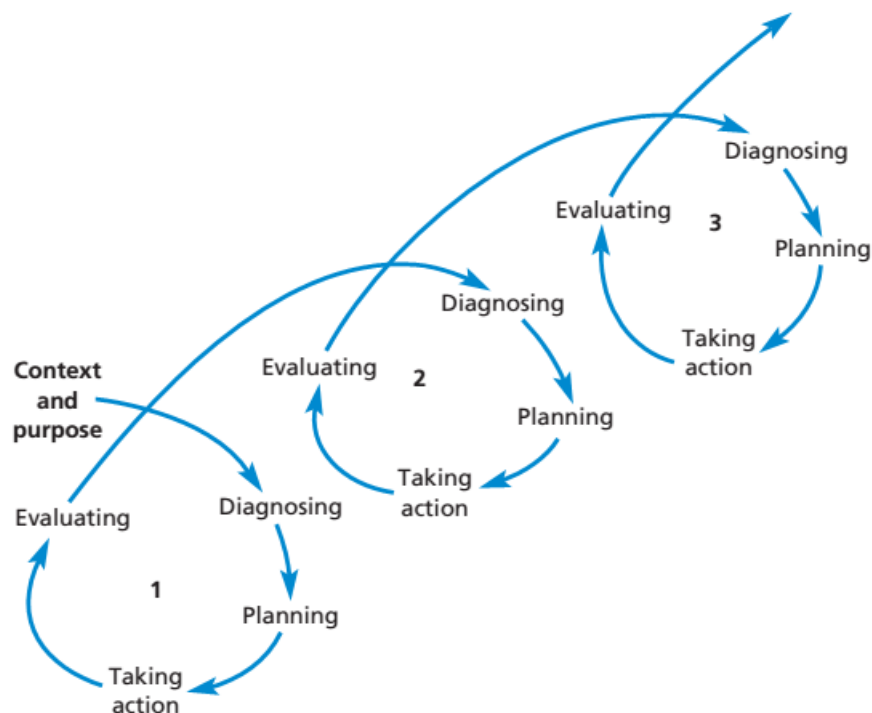 Diagnosing
Evaluating
3
Planning
Taking
action
Diagnosing
Evaluating
2
Planning
Taking
action
Context
and
purpose
Diagnosing
Evaluating
1
Planning
Taking
action